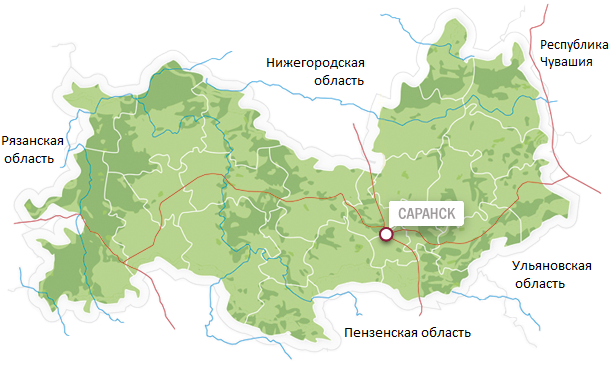 Нижегородская
область
Республика
Чувашия
Рязанская
область
САРАНСК
Ульяновская
область
Пензенская область